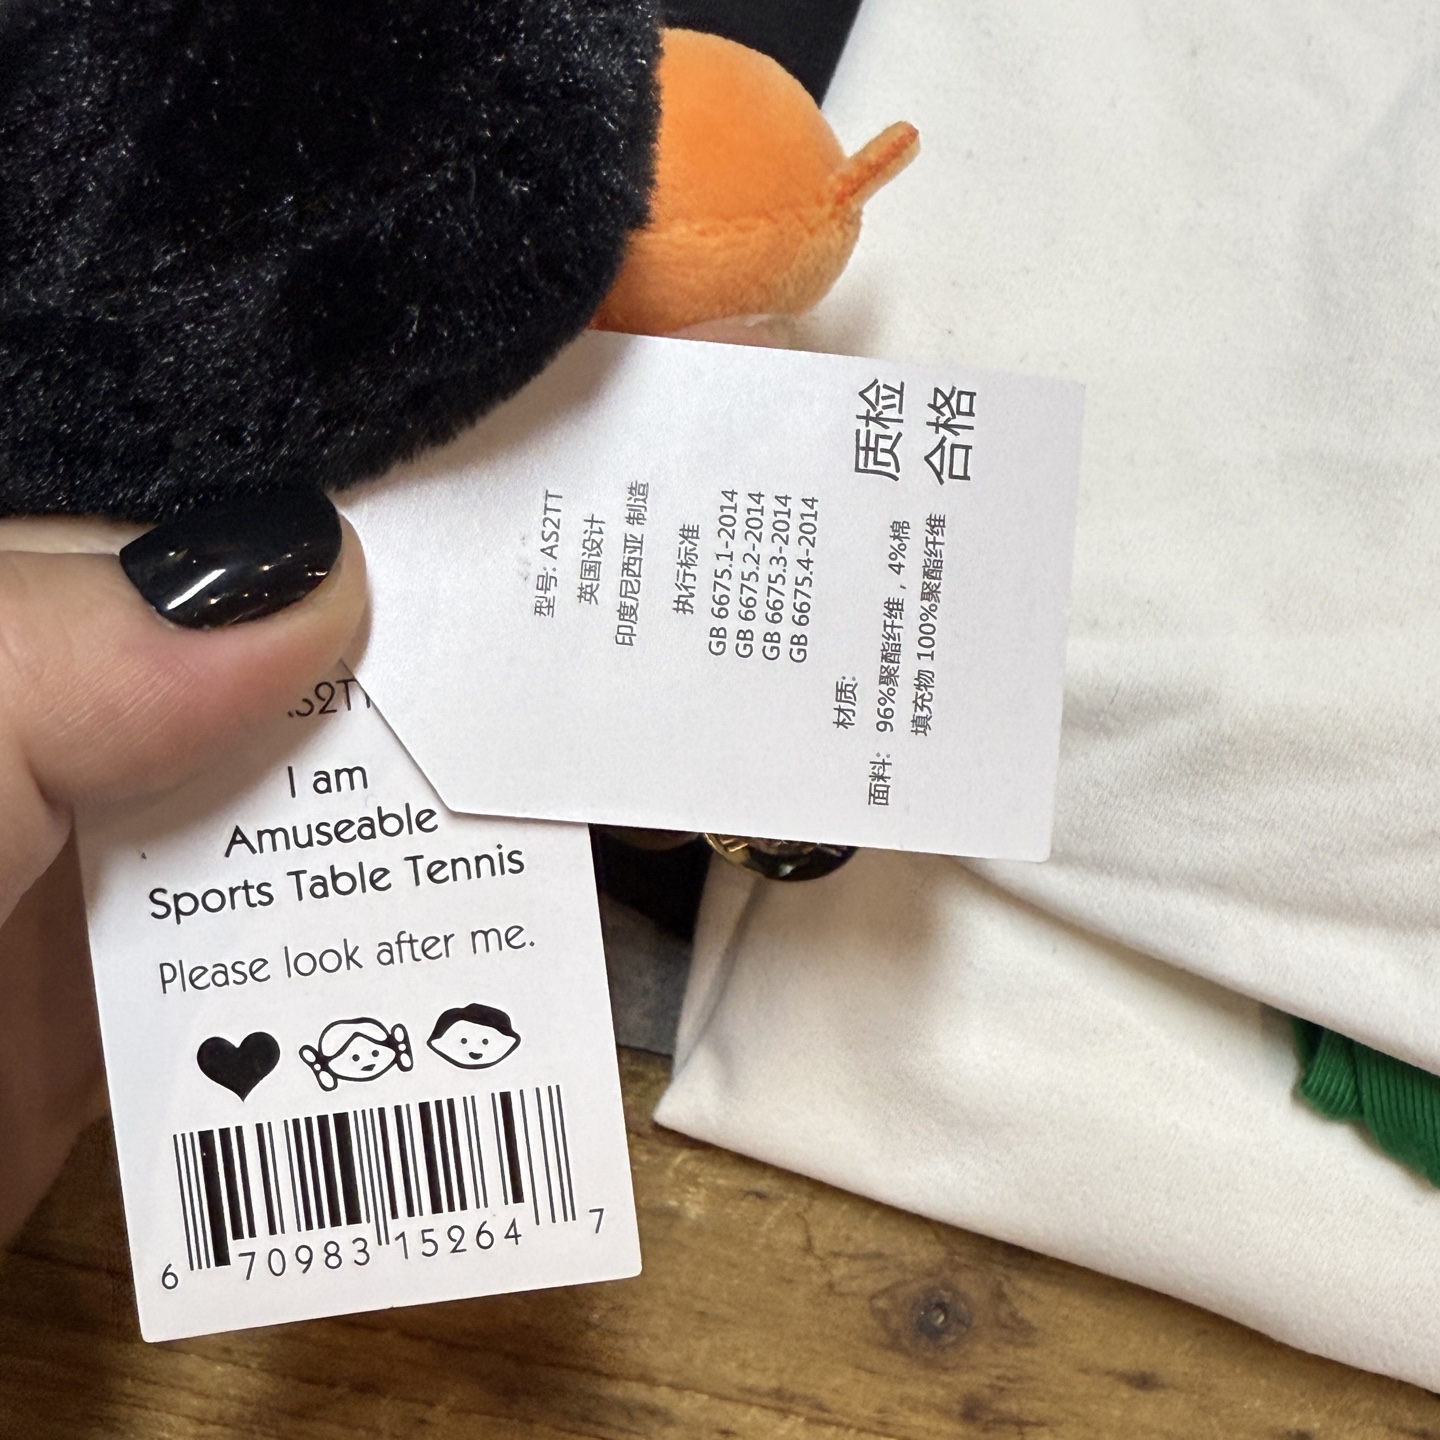 型号: AS2TT
英国设计
印度尼西亚 制造
执行标准
GB 6675.1-2014
GB 6675.2-2014
GB 6675.3-2014
GB 6675.4-2014
材质:
面料: 96%聚酯纤维，4%棉
填充物 100%聚酯纤维
质检
合格
S2TT
I am
Amuseable
Sports Table Tennis
Please look after me.
6 70983 15264 7